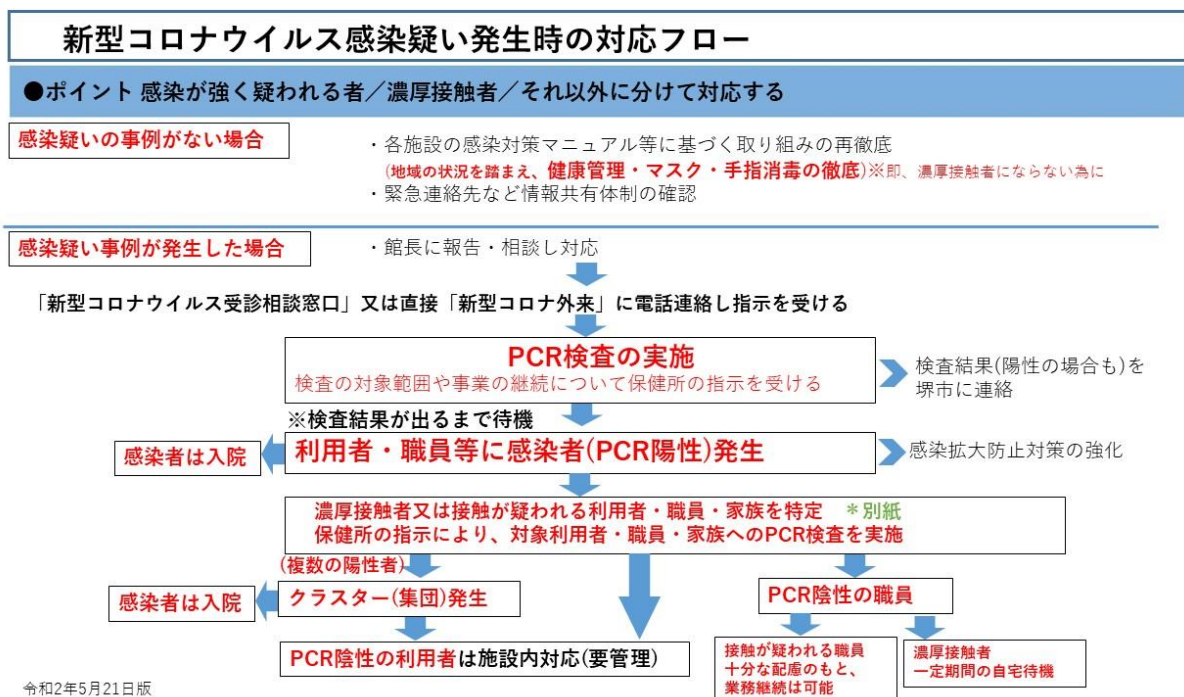 新型コロナウイルス感染疑い発生時の対応フロー
●ポイント 感染が強く疑われる者／濃厚接触者／それ以外に分けて対応する
感染疑いの事例がない場合
・各施設の感染対策マニュアル等に基づく取り組みの再徹底
(地域の状況を踏まえ、健康管理・マスク・手指消毒の徹底)※即、濃厚接触者にならない為に
・緊急連絡先など情報共有体制の確認
感染疑い事例が発生した場合
・館長に報告・相談し対応
「新型コロナウイルス受診相談窓口」又は直接「新型コロナ外来」に電話連絡し指示を受ける
PCR検査の実施
検査の対象範囲や事業の継続について保健所の指示を受ける
検査結果(陽性の場合も)を
堺市に連絡
※検査結果が出るまで待機
感染者は入院
利用者・職員等に感染者(PCR陽性)発生
感染拡大防止対策の強化
濃厚接触者又は接触が疑われる利用者・職員・家族を特定 ＊別紙
保健所の指示により、対象利用者・職員・家族へのPCR検査を実施
(複数の陽性者)
感染者は入院
クラスター(集団)発生
PCR陰性の職員
PCR陰性の利用者は施設内対応(要管理)
接触が疑われる職員
十分な配慮のもと、
業務継続は可能
濃厚接触者
一定期間の自宅待機
令和2年5月21日版